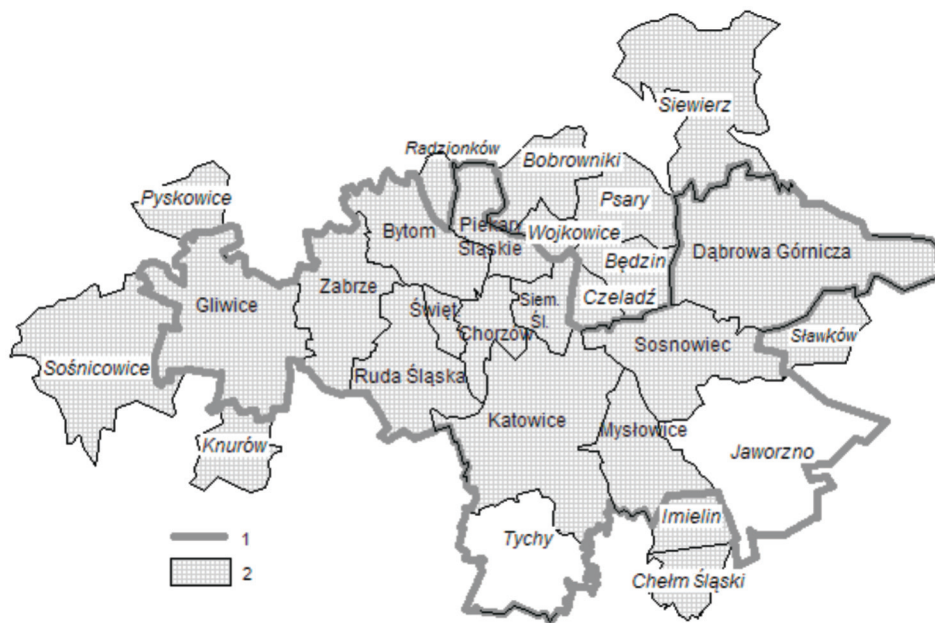 Siewierz
Radzionków
Bobrowniki
Pyskowice
Psary
Bytom
Piekary
Śląskie
Wojkowice
Dąbrowa Górnicza
Będzin
Zabrze
Gliwice
Czeladź
Święt
Siem.
Śl.
Chorzów
Sosnowiec
Sławków
Sośnicowice
Ruda Śląska
Katowice
Mysłowice
Knurów
Jaworzno
Imielin
Tychy
1
2
Chełm Śląski